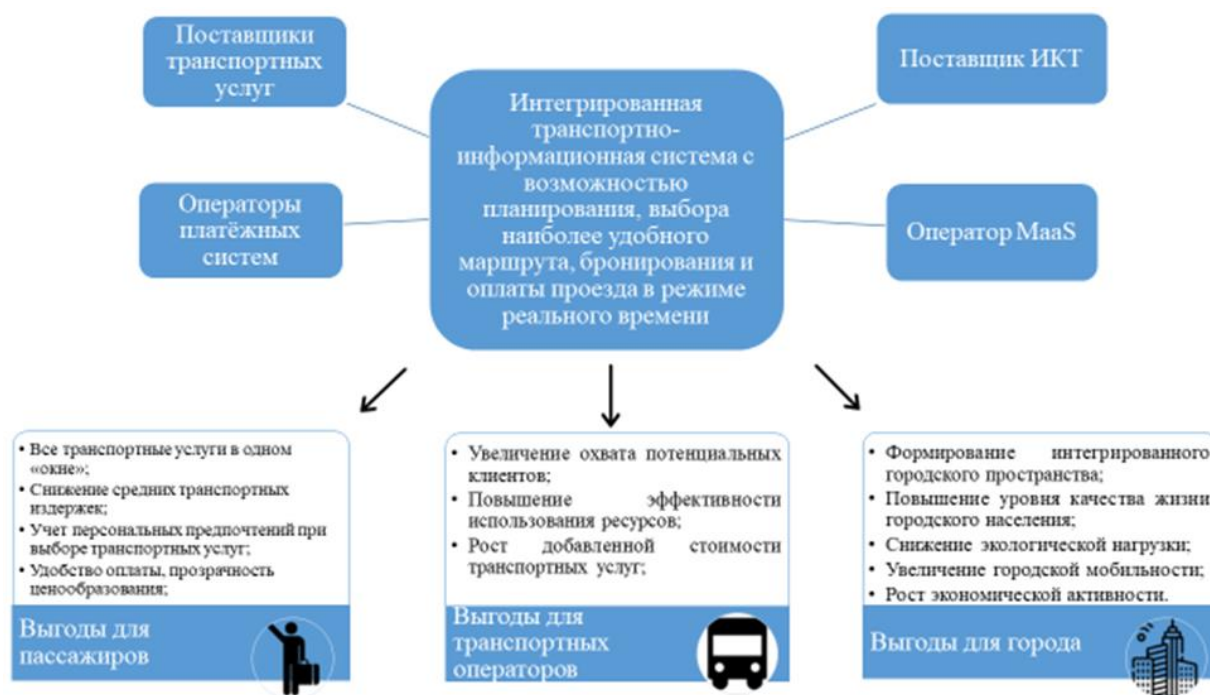 Поставщики
транспортных
услуг
Поставщик ИКТ
Интегрированная
транспортно-
информационная система с
возможностью
планирования, выбора
наиболее удобного
маршрута, бронирования и
оплаты проезда в режиме
реального времени
Операторы
платёжных
систем
Оператор MaaS
• Все транспортные услуги в одном
«окне»;
• Снижение средних транспортных
издержек;
• Учет персональных предпочтений при
выборе транспортных услуг;
• Удобство оплаты, прозрачность
ценообразования;
Выгоды для
пассажиров
• Увеличение охвата потенциальных
клиентов;
• Повышение эффективности
использования ресурсов;
• Рост добавленной стоимости
транспортных услуг;
Выгоды для
транспортных
операторов
• Формирование интегрированного
городского пространства;
• Повышение уровня качества жизни
городского населения;
• Снижение экологической нагрузки;
• Увеличение городской мобильности;
• Рост экономической активности.
Выгоды для города